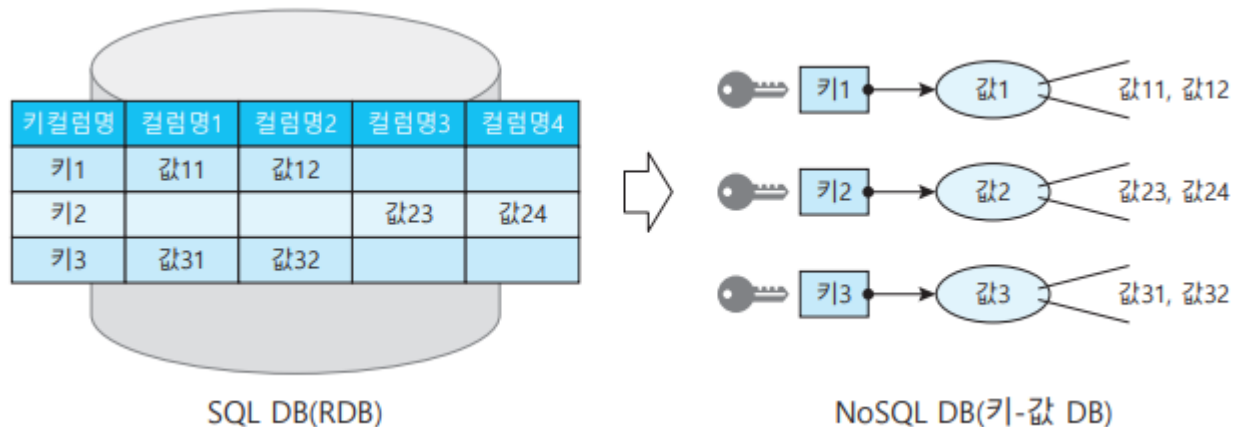 키컬럼명 컬럼명1 컬럼명2 컬럼명3 컬럼명4
키1 값11 값12
키2 값23 값24
키3 값31 값32
SQL DB(RDB)
키1 값1 값11, 값12
키2 값2 값23, 값24
키3 값3 값31, 값32
NoSQL DB(키-값 DB)